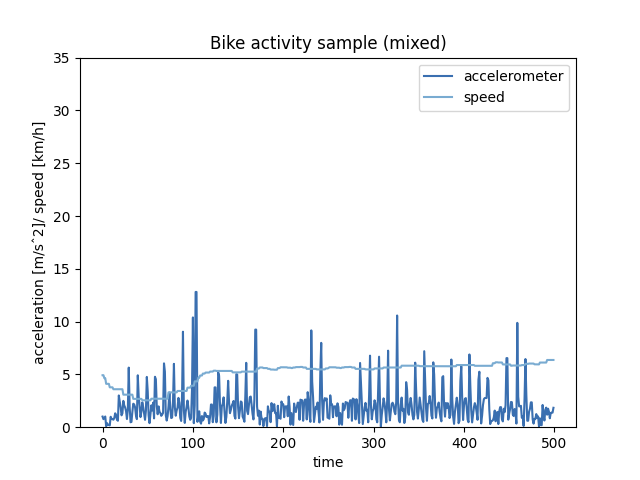 Bike activity sample (mixed)
accelerometer
speed
35
30
25
20
15
10
5
0
acceleration [m/sˆ2]/ speed [km/h]
0 100 200 300 400 500
time